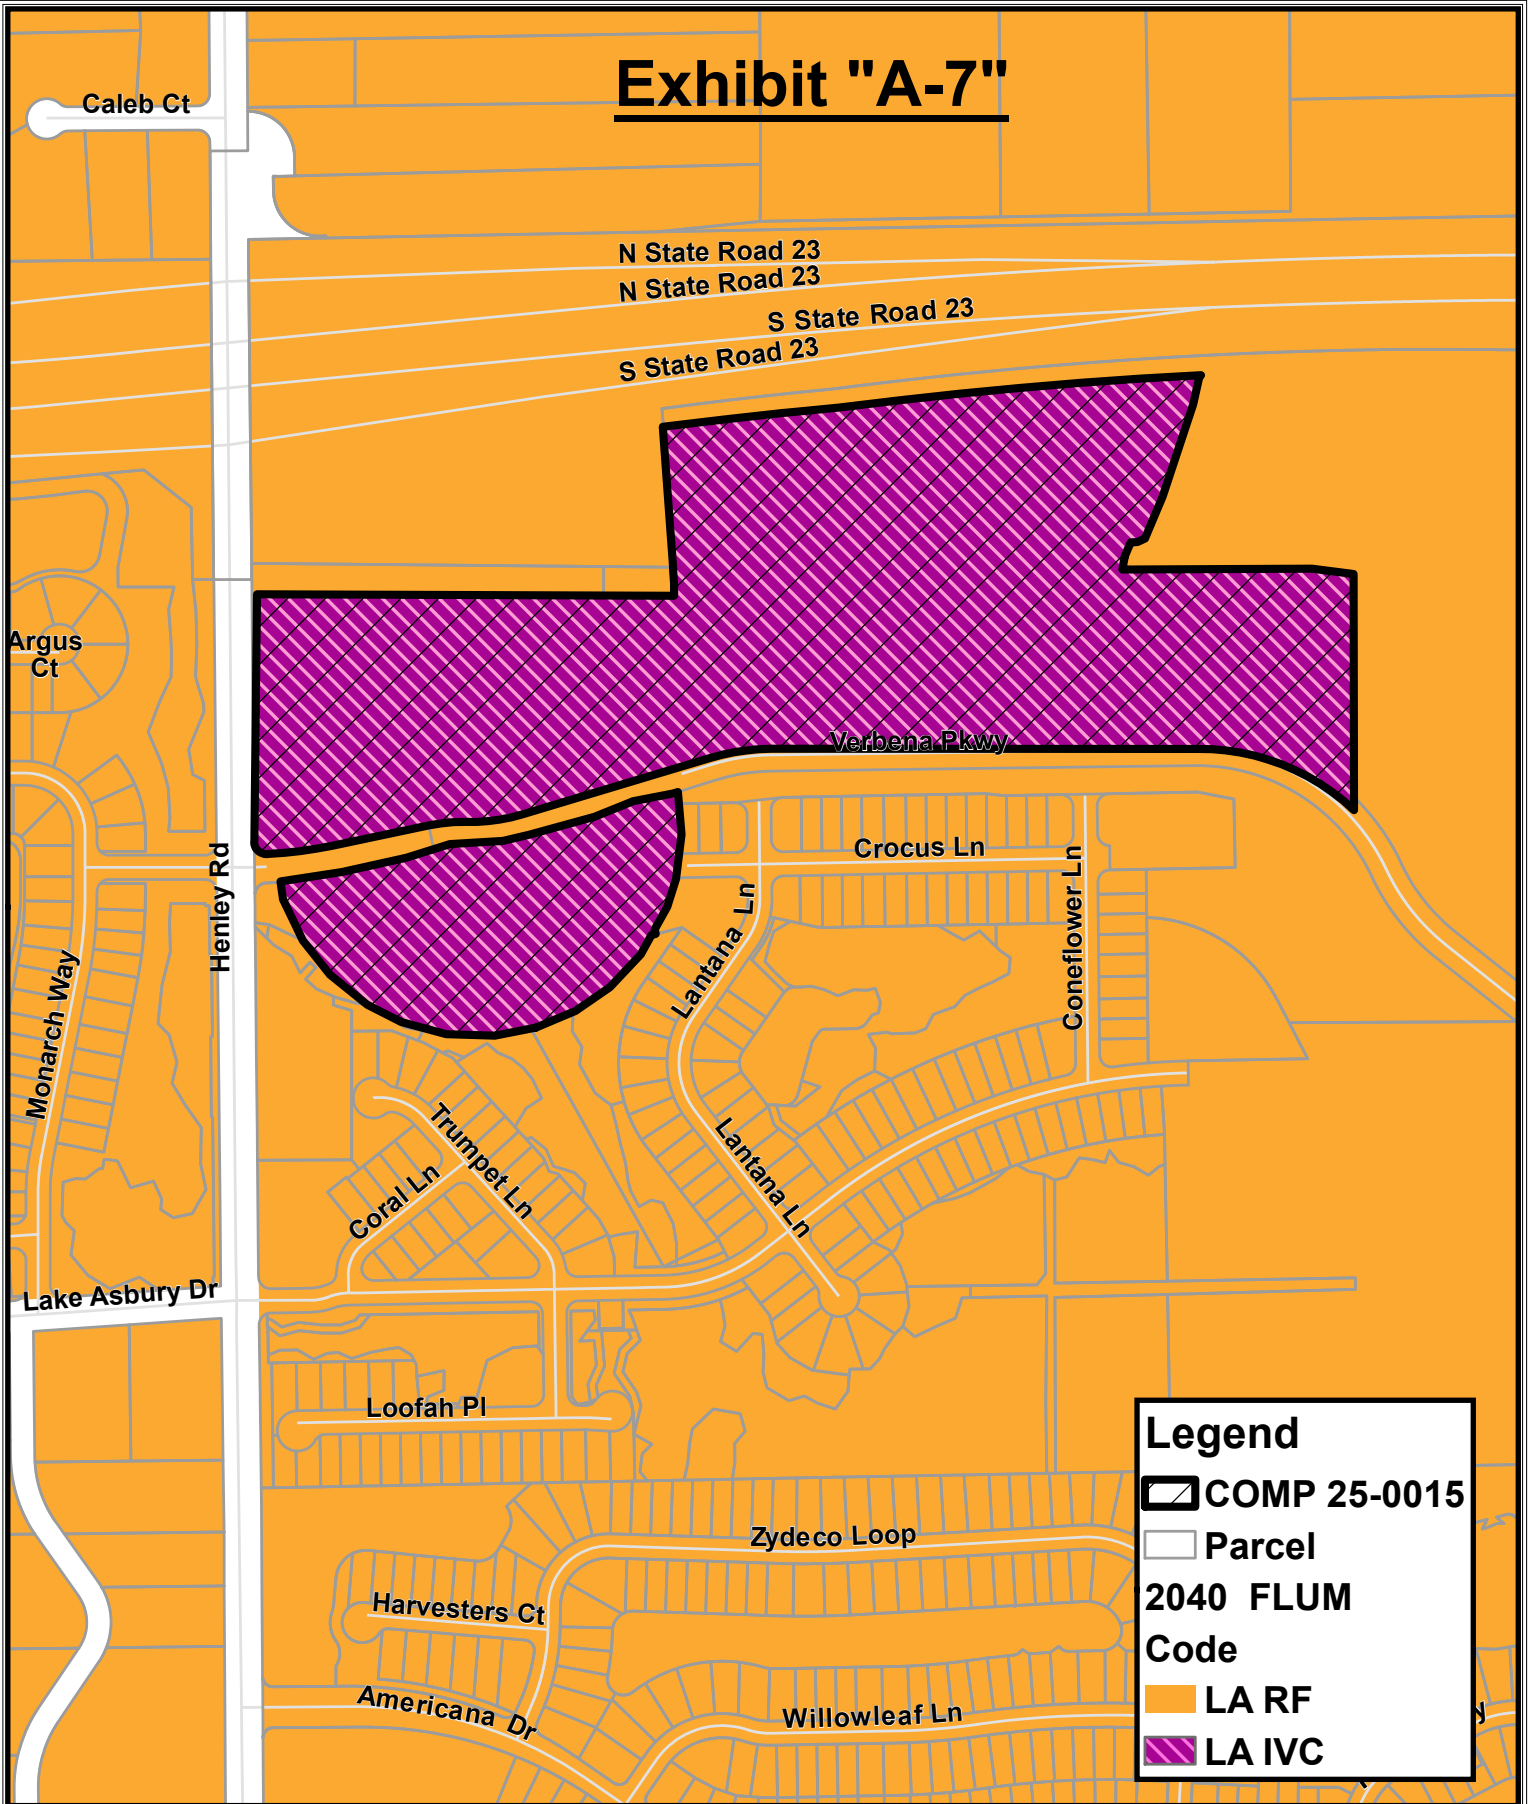 Exhibit "A-7"
Caleb Ct
N State Road 23
N State Road 23
S State Road 23
S State Road 23
Argus
Ct
Verbena Pkwy
Henley Rd
Crocus Ln
Coneflower Ln
Lantana Ln
Monarch Way
Trumpet Ln
Lantana Ln
Coral Ln
Lake Asbury Dr
Loofah Pl
Zydeco Loop
Harvesters Ct
Americana Dr
Willowleaf Ln
Legend
COMP 25-0015
Parcel
2040 FLUM
Code
LA RF
LA IVC